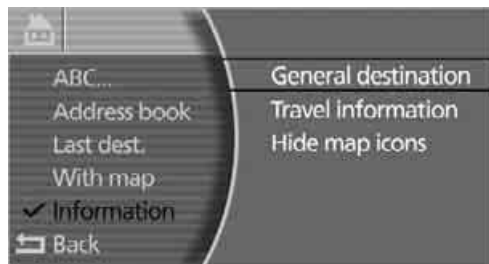 ABC...
Address book
Last dest.
With map
Information
Back
General destination
Travel information
Hide map icons